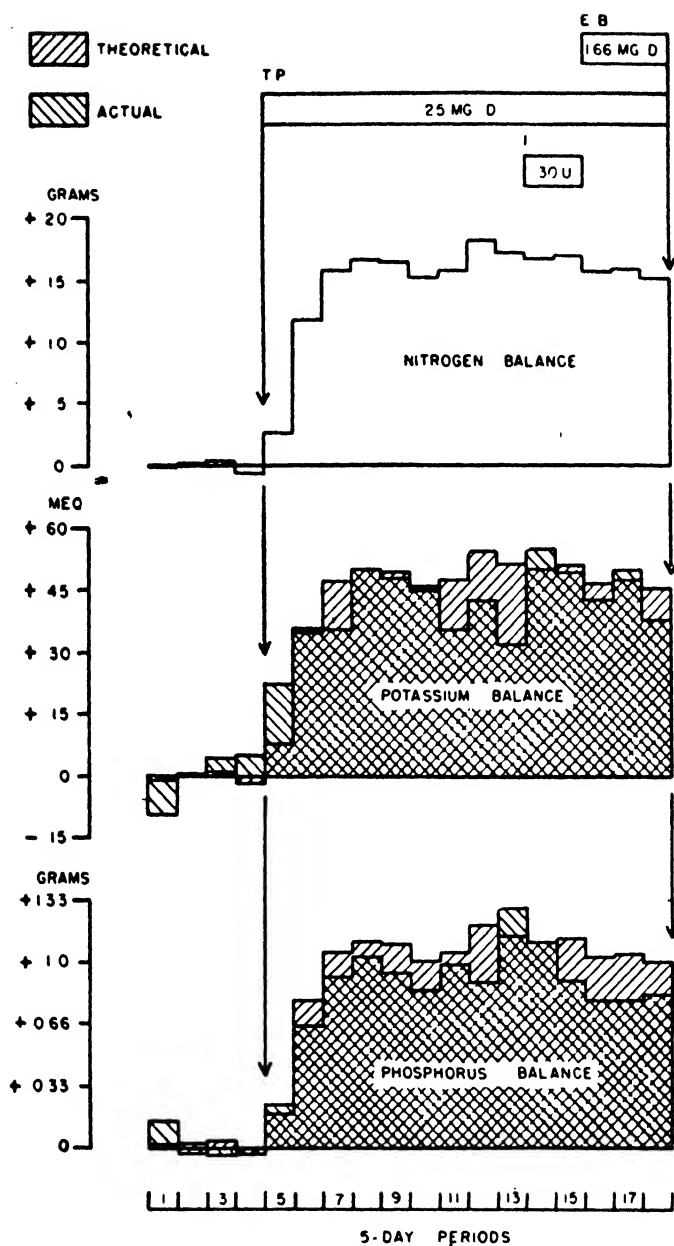 E B
166 MG D
THEORETICAL
T P
ACTUAL
25 MG D
I
30 U
GRAMS
+ 20
+ 15
+ 10
+ 5
0
NITROGEN BALANCE
MEQ
+ 60
+ 45
+ 30
+ 15
0
- 15
POTASSIUM BALANCE
GRAMS
+ 133
+ 1.0
+ 0 66
+ 0 33
0
PHOSPHORUS BALANCE
1 3 5 7 9 11 13 15 17
5-DAY PERIODS